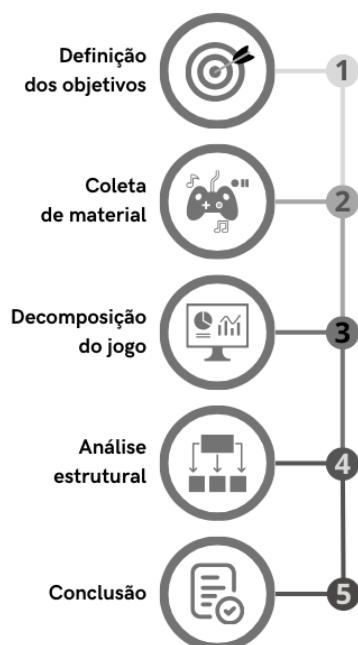 Definição
dos objetivos
1
Coleta
de material
2
Decomposição
do jogo
3
Análise
estrutural
4
Conclusão
5